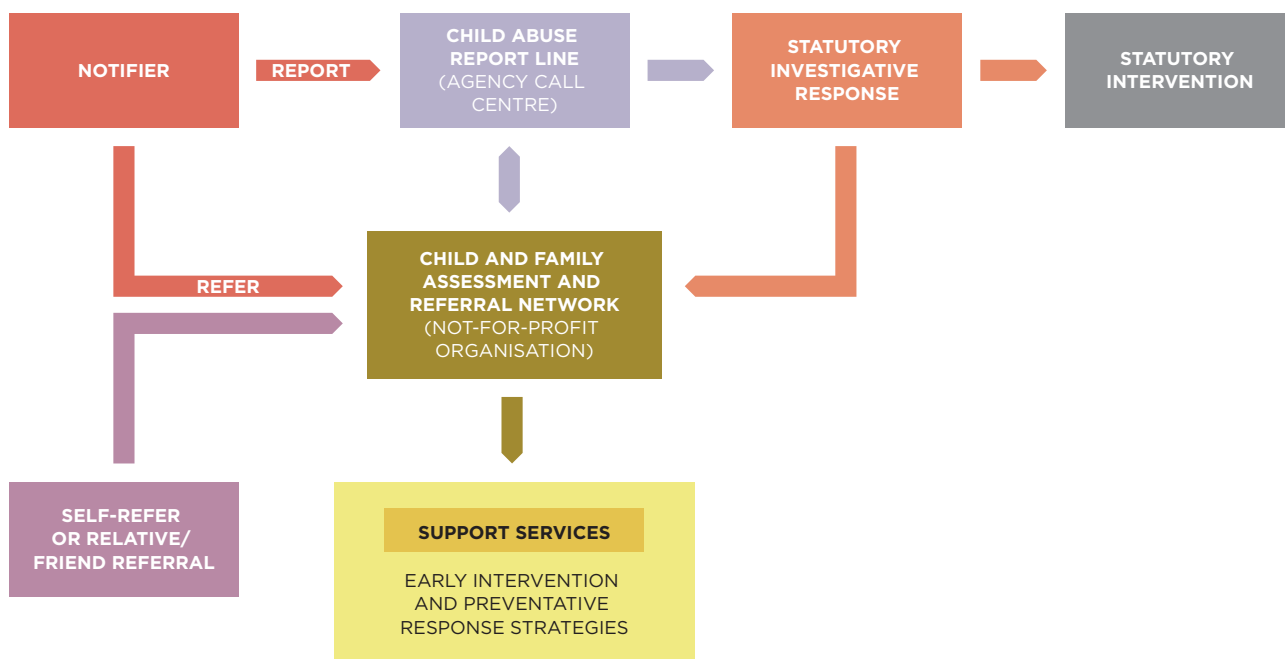 NOTIFIER
REPORT
CHILD ABUSE
REPORT LINE
(AGENCY CALL
CENTRE)
STATUTORY
INVESTIGATIVE
RESPONSE
STATUTORY
INTERVENTION
REFER
CHILD AND FAMILY
ASSESSMENT AND
REFERRAL NETWORK
(NOT-FOR-PROFIT
ORGANISATION)
SELF-REFER
OR RELATIVE/
FRIEND REFERRAL
SUPPORT SERVICES
EARLY INTERVENTION
AND PREVENTATIVE
RESPONSE STRATEGIES